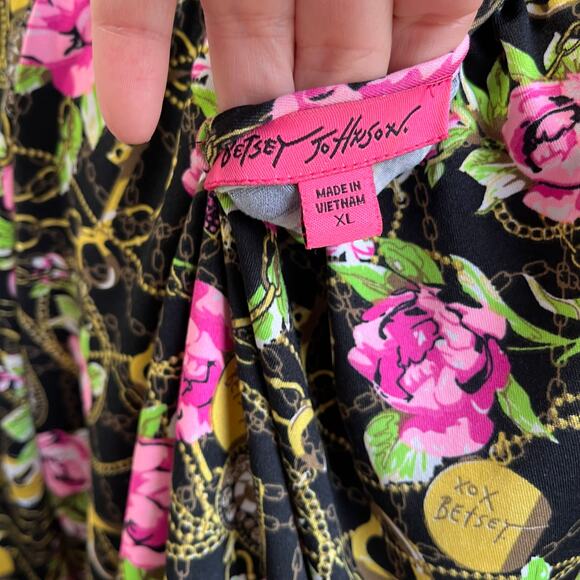 BETSEY JOHNSON.
MADE IN
VIETNAM
XL
XOX
BETSEY